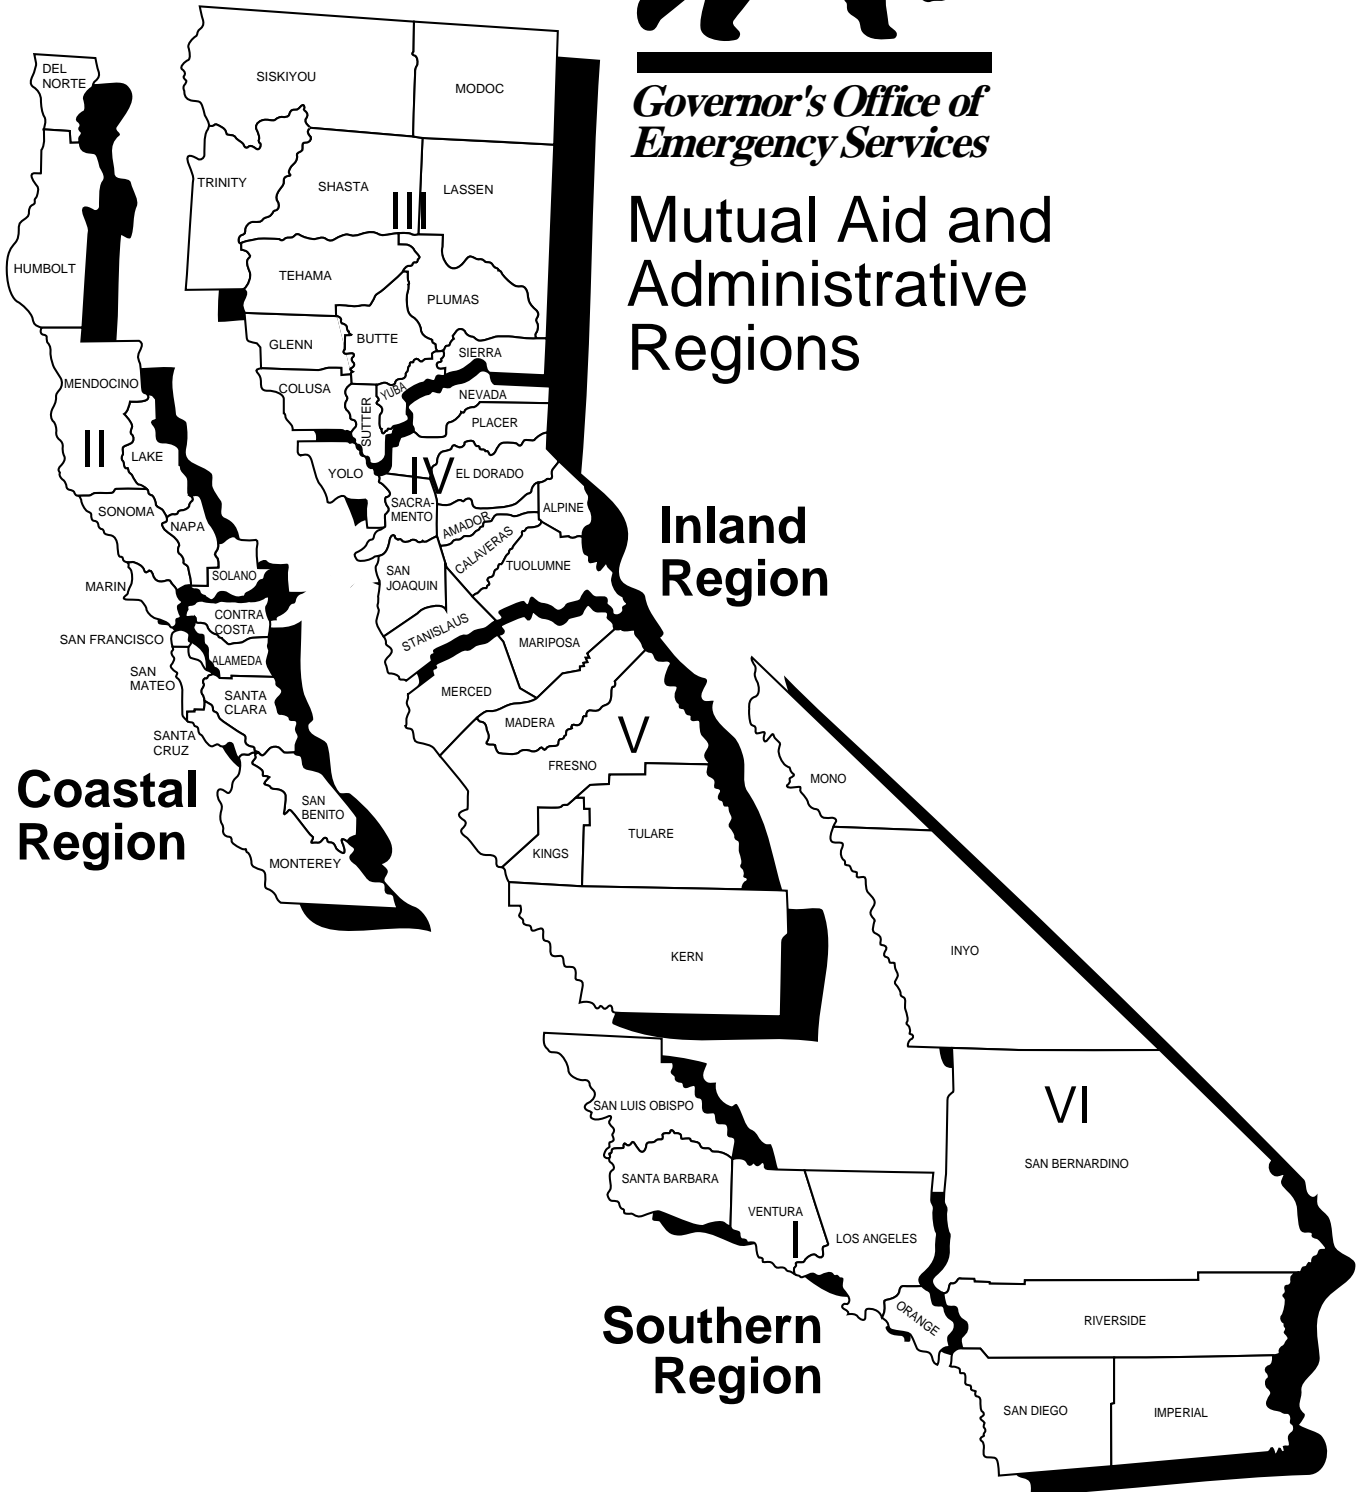 Governor's Office of
Emergency Services
Mutual Aid and
Administrative
Regions
DEL
NORTE
HUMBOLT
MENDOCINO
II
LAKE
SONOMA
NAPA
SOLANO
MARIN
CONTRA
COSTA
SAN FRANCISCO
ALAMEDA
SAN
MATEO
SANTA
CLARA
SANTA
CRUZ
SAN
BENITO
MONTEREY
Coastal
Region
SISKIYOU
MODOC
TRINITY
SHASTA
LASSEN
III
TEHAMA
PLUMAS
GLENN
BUTTE
SIERRA
COLUSA
SUTTER
YUBA
NEVADA
PLACER
YOLO
IV
EL DORADO
SACRA-
MENTO
ALPINE
AMADOR
CALAVERAS
SAN
JOAQUIN
TUOLUMNE
STANISLAUS
MARIPOSA
MERCED
MADERA
V
FRESNO
KINGS
TULARE
KERN
Inland
Region
MONO
INYO
VI
SAN BERNARDINO
SAN LUIS OBISPO
SANTA BARBARA
VENTURA
I
LOS ANGELES
ORANGE
RIVERSIDE
SAN DIEGO
IMPERIAL
Southern
Region